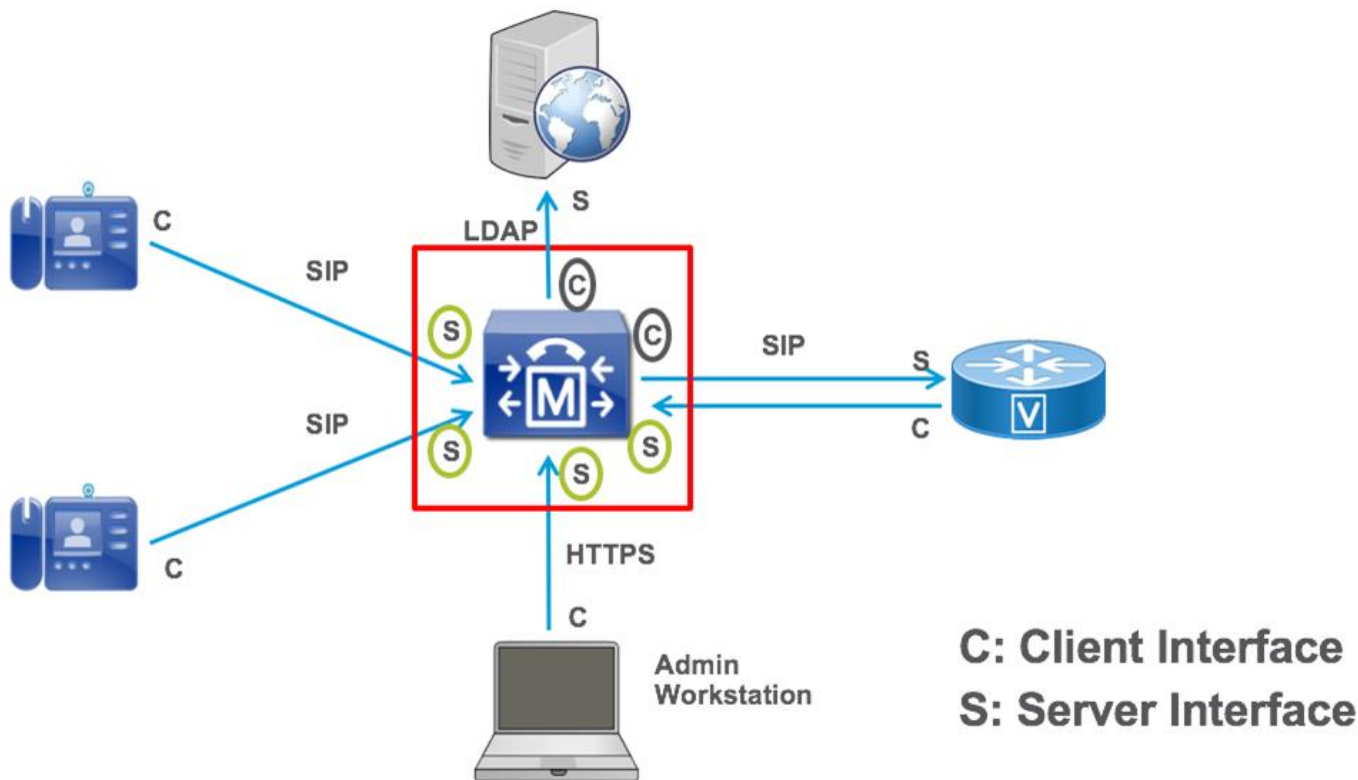 S
LDAP
C
SIP
C
S
C
SIP
S
M
SIP
S
C
V
S
S
S
C
HTTPS
C
Admin
Workstation
C: Client Interface
S: Server Interface